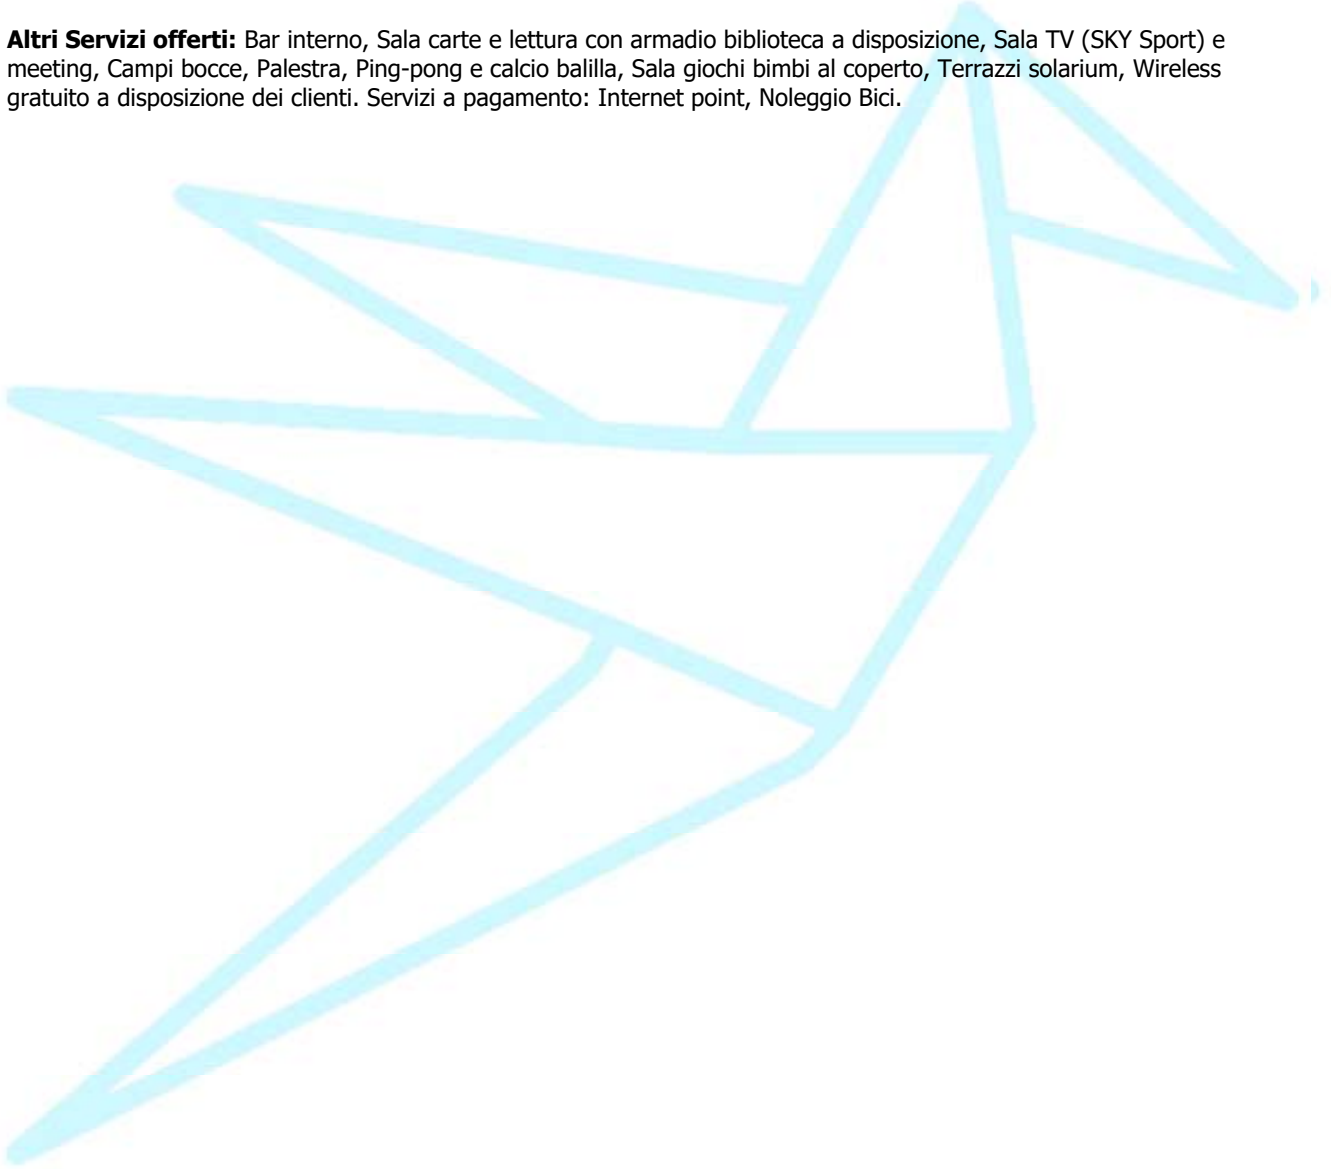 Altri Servizi offerti: Bar interno, Sala carte e lettura con armadio biblioteca a disposizione, Sala TV (SKY Sport) e
meeting, Campi bocce, Palestra, Ping-pong e calcio balilla, Sala giochi bimbi al coperto, Terrazzi solarium, Wireless
gratuito a disposizione dei clienti. Servizi a pagamento: Internet point, Noleggio Bici.